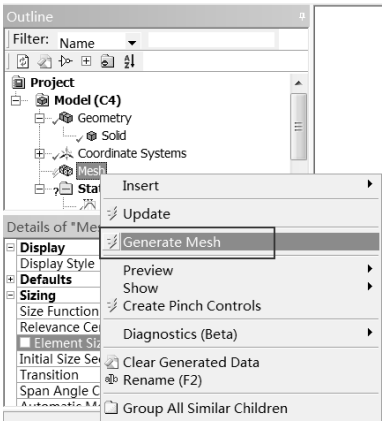 Outline
Filter: Name
Project
Model (C4)
Geometry
Solid
Coordinate Systems
Mesh
Sta
Insert
Update
Generate Mesh
Preview
Show
Create Pinch Controls
Diagnostics (Beta)
Clear Generated Data
Rename (F2)
Group All Similar Children
Details of "Me
Display
Display Style
Defaults
Sizing
Size Function
Relevance Ce
Element Siz
Initial Size Se
Transition
Span Angle C
Automatic M